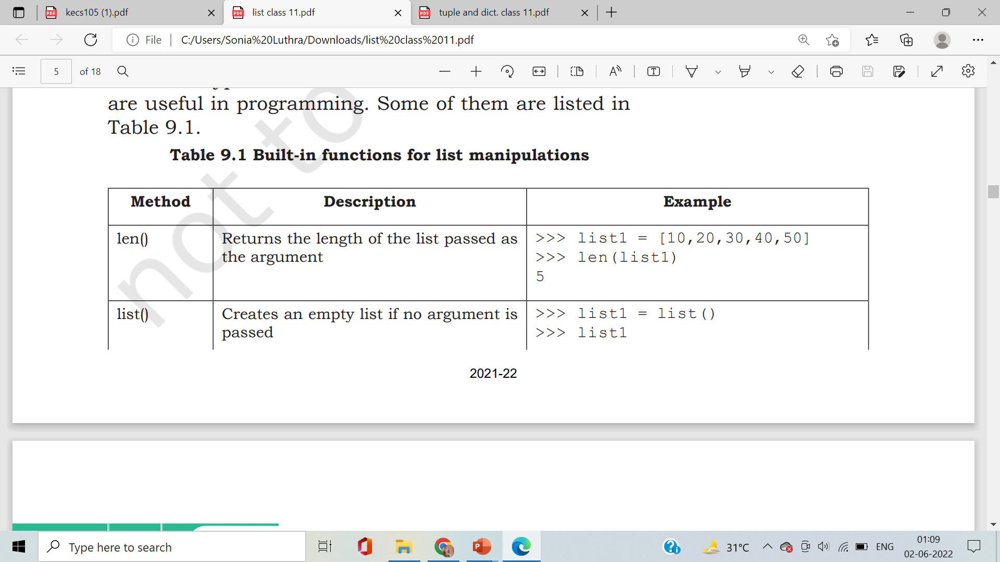 kecs105 (1).pdf
list class 11.pdf
tuple and dict. class 11.pdf
File
C:/Users/Sonia%20Luthra/Downloads/list%20class%2011.pdf
5 of 18
are useful in programming. Some of them are listed in
Table 9.1.
Table 9.1 Built-in functions for list manipulations
Method Description Example
len()
Returns the length of the list passed as
the argument
>>> list1 = [10,20,30,40,50]
>>> len(list1)
5
list()
Creates an empty list if no argument is
passed
>>> list1 = list()
>>> list1
not to
2021-22
Type here to search
31°C
ENG
01:09
02-06-2022